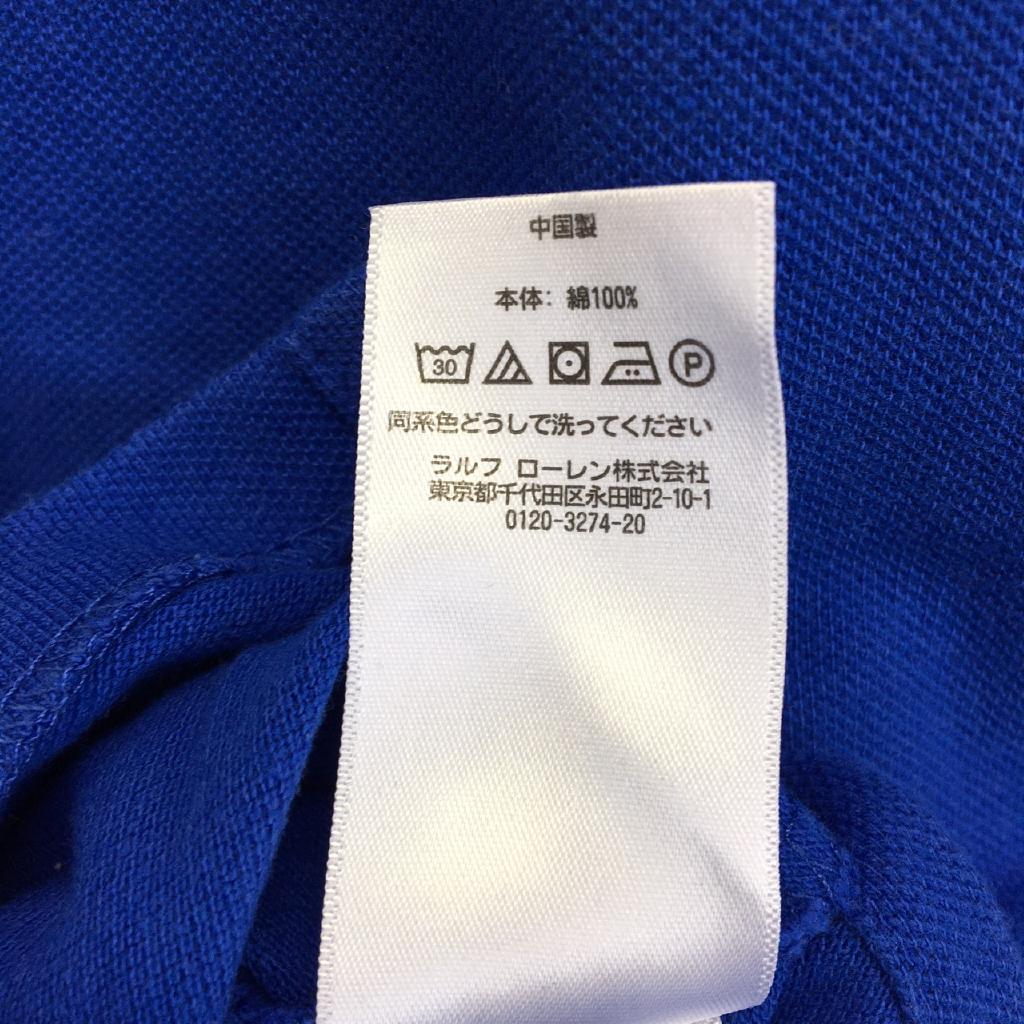 中国製
本体: 綿100%
30 P
同系色どうしで洗ってください
ラルフ ローレン株式会社
東京都千代田区永田町2-10-1
0120-3274-20